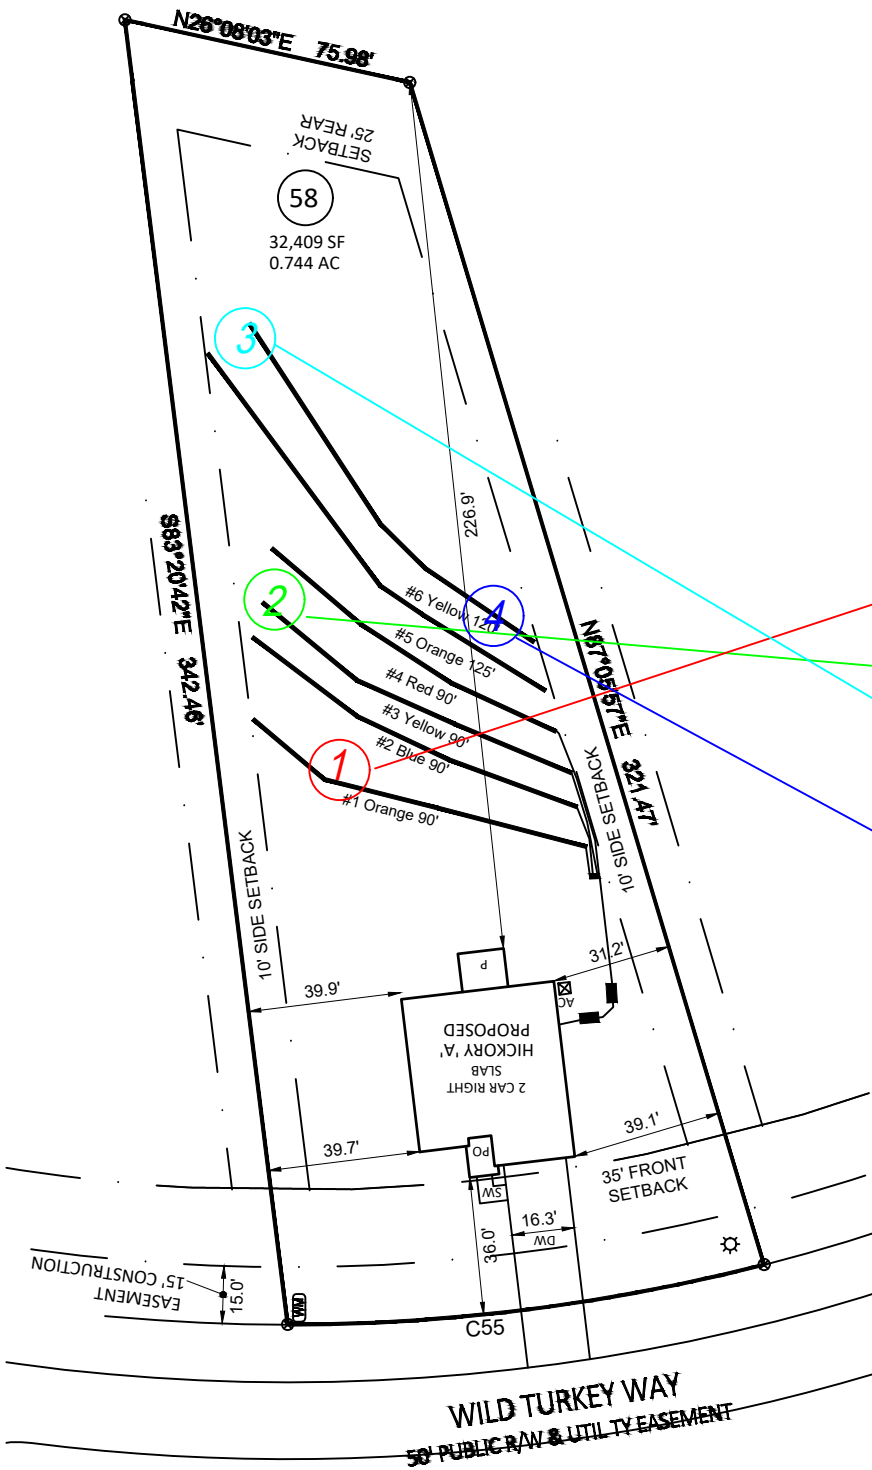 N26°08'03"E 75.98'
25' REAR
SETBACK
58
32,409 SF
0.744 AC
3
226.9'
S83°20'42"E 342.46'
2
4
#6 Yellow 120'
#5 Orange 125'
#4 Red 90'
#3 Yellow 90'
#2 Blue 90'
1
#1 Orange 90'
N87°05'57"E 321.47'
10' SIDE SETBACK
10' SIDE SETBACK
P
31.2'
39.9'
AC
PROPOSED
HICKORY 'A'
SLAB
2 CAR RIGHT
39.7'
PO
39.1'
35' FRONT
SETBACK
SW
16.3'
DW
36.0'
15' CONSTRUCTION
EASEMENT
15.0'
WM
C55
WILD TURKEY WAY
50' PUBLIC R/W & UTILITY EASEMENT